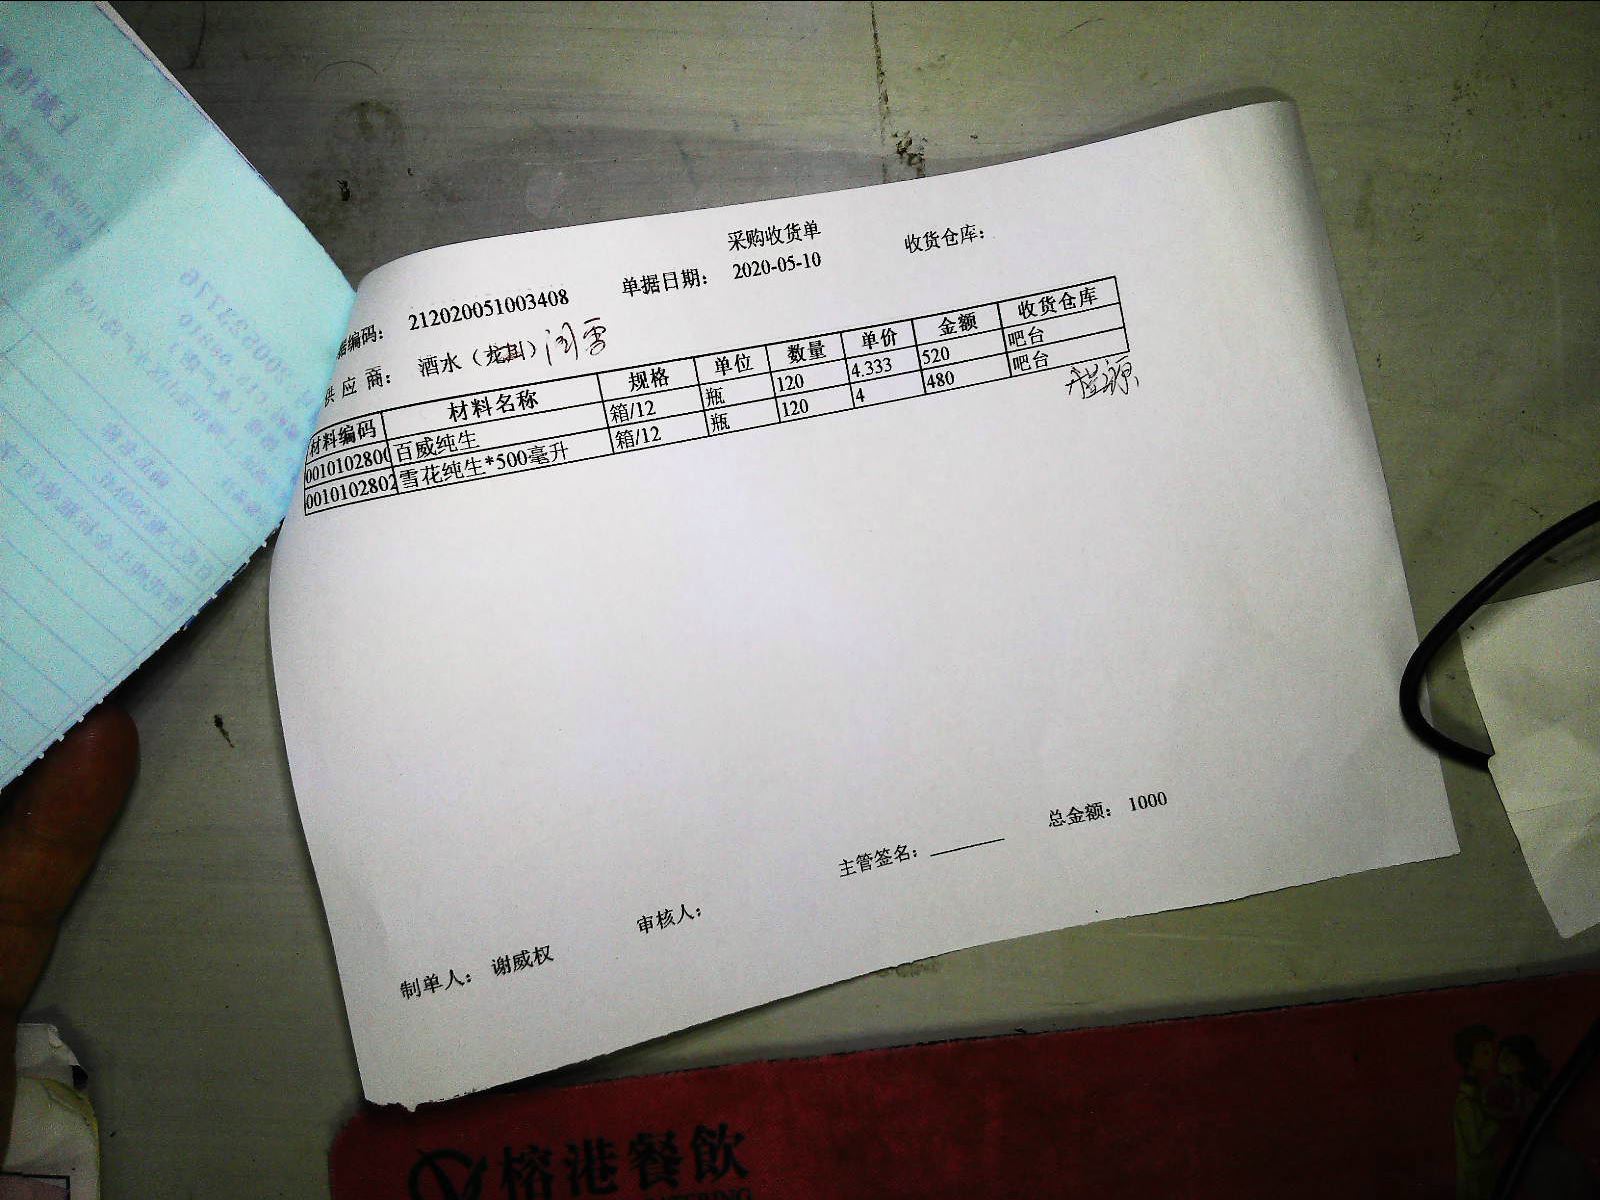 采购收货单
据编码： 212020051003408 单据日期： 2020-05-10 收货仓库：
供 应 商： 酒水（龙）闰雪
材料编码 材料名称 规格 单位 数量 单价 金额 收货仓库
0010102800 百威纯生 箱/12 瓶 120 4.333 520 吧台
0010102802 雪花纯生*500毫升 箱/12 瓶 120 4 480 吧台
主管签名： 总金额： 1000
制单人： 谢威权 审核人：
榕港餐飲